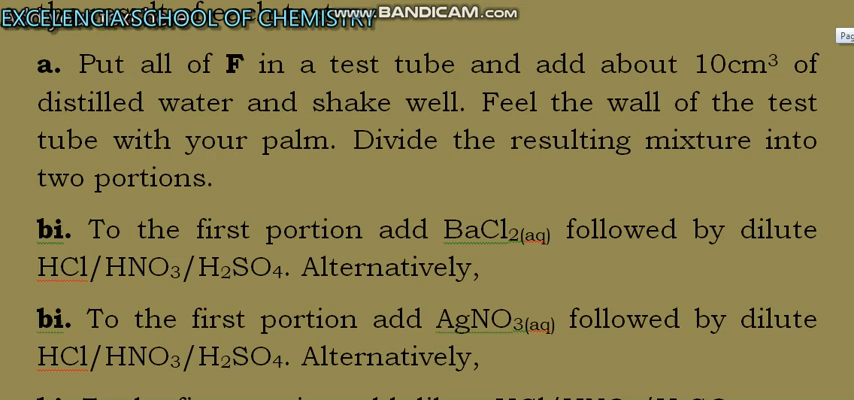 EXCELENCIA SCHOOL OF CHEMISTRY
www.BANDICAM.com
Pag
a. Put all of F in a test tube and add about 10cm³ of
distilled water and shake well. Feel the wall of the test
tube with your palm. Divide the resulting mixture into
two portions.
bi. To the first portion add BaCl₂(aq) followed by dilute
HCl/HNO₃/H₂SO₄. Alternatively,
bi. To the first portion add AgNO₃(aq) followed by dilute
HCl/HNO₃/H₂SO₄. Alternatively,